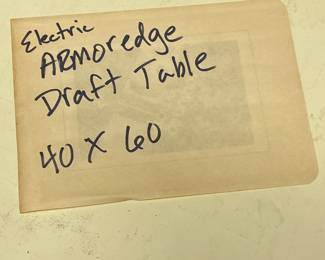 Electric
ARMoredge
Draft Table
40 X 60